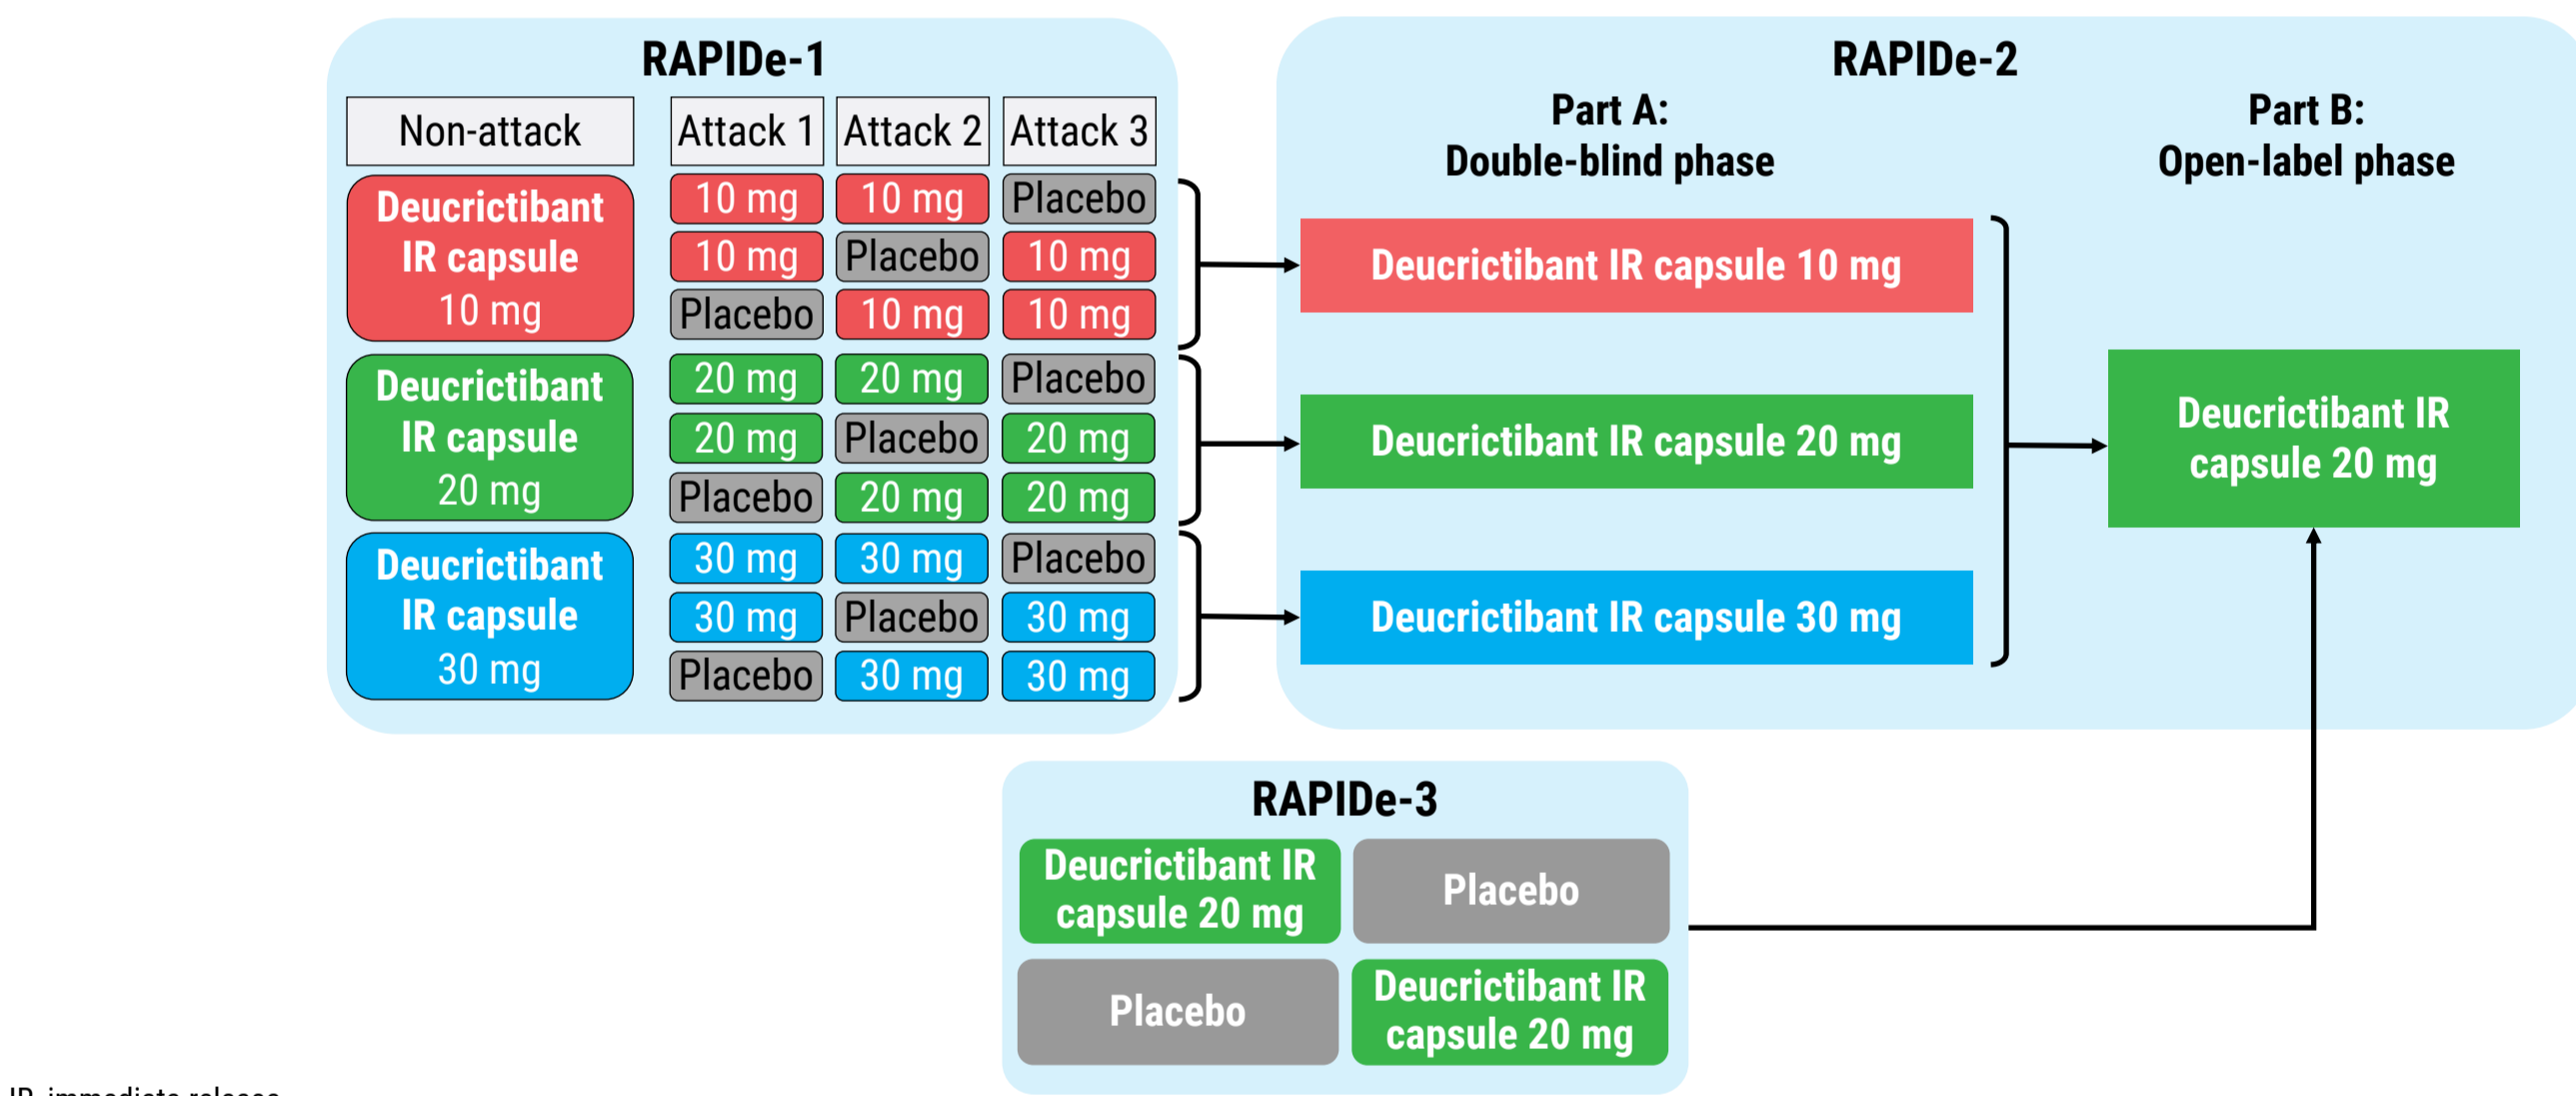 RAPIDe-1
Non-attack
Attack 1
Attack 2
Attack 3
Deucrictibant
IR capsule
10 mg
10 mg
10 mg
Placebo
10 mg
Placebo
10 mg
Placebo
10 mg
10 mg
Deucrictibant
IR capsule
20 mg
20 mg
20 mg
Placebo
20 mg
Placebo
20 mg
Placebo
20 mg
20 mg
Deucrictibant
IR capsule
30 mg
30 mg
30 mg
Placebo
30 mg
Placebo
30 mg
Placebo
30 mg
30 mg
RAPIDe-2
Part A:
Double-blind phase
Deucrictibant IR capsule 10 mg
Deucrictibant IR capsule 20 mg
Deucrictibant IR capsule 30 mg
Part B:
Open-label phase
Deucrictibant IR
capsule 20 mg
RAPIDe-3
Deucrictibant IR
capsule 20 mg
Placebo
Placebo
Deucrictibant IR
capsule 20 mg
IR, immediate release